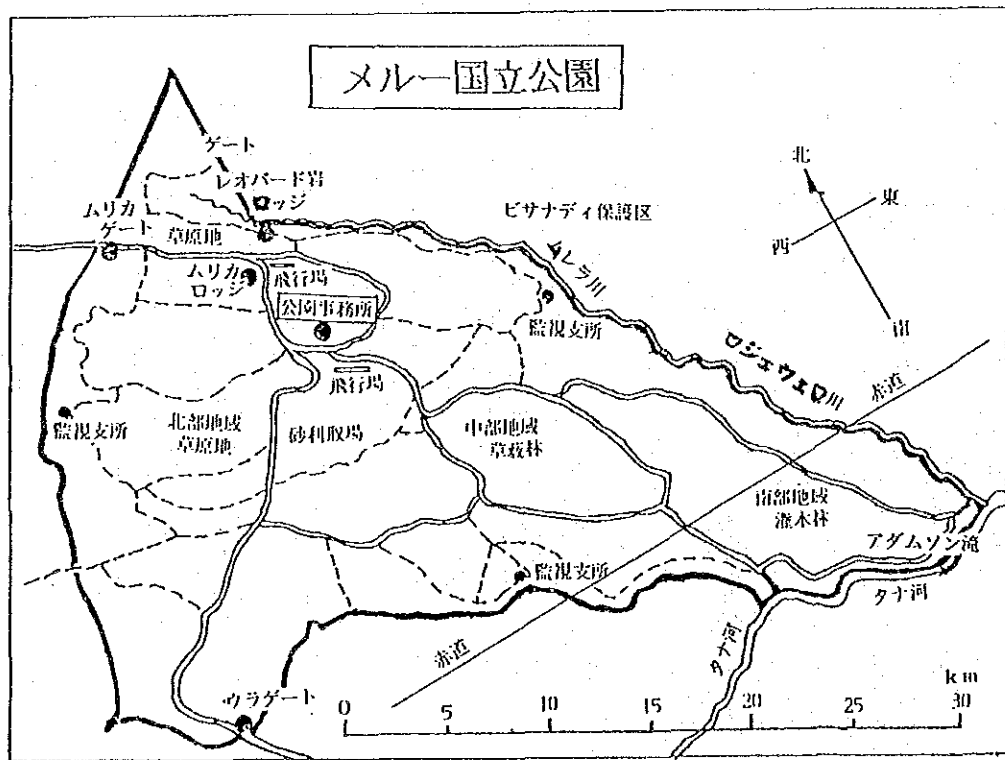 メルー国立公園
ゲート
レオパード岩
ロッジ
ムリカ
ゲート
草原地
ビサナディ保護区
北
東
西
南
ムリカ
ロッジ
飛行場
公園事務所
ムレラ川
監視支所
飛行場
ロジェウェロ川
赤道
監視支所
北部地域
草原地
砂利取場
中部地域
草萩林
南部地域
潅木林
アダムソン滝
監視支所
タナ河
赤道
タナ河
ウラゲート
km
0 5 10 15 20 25 30